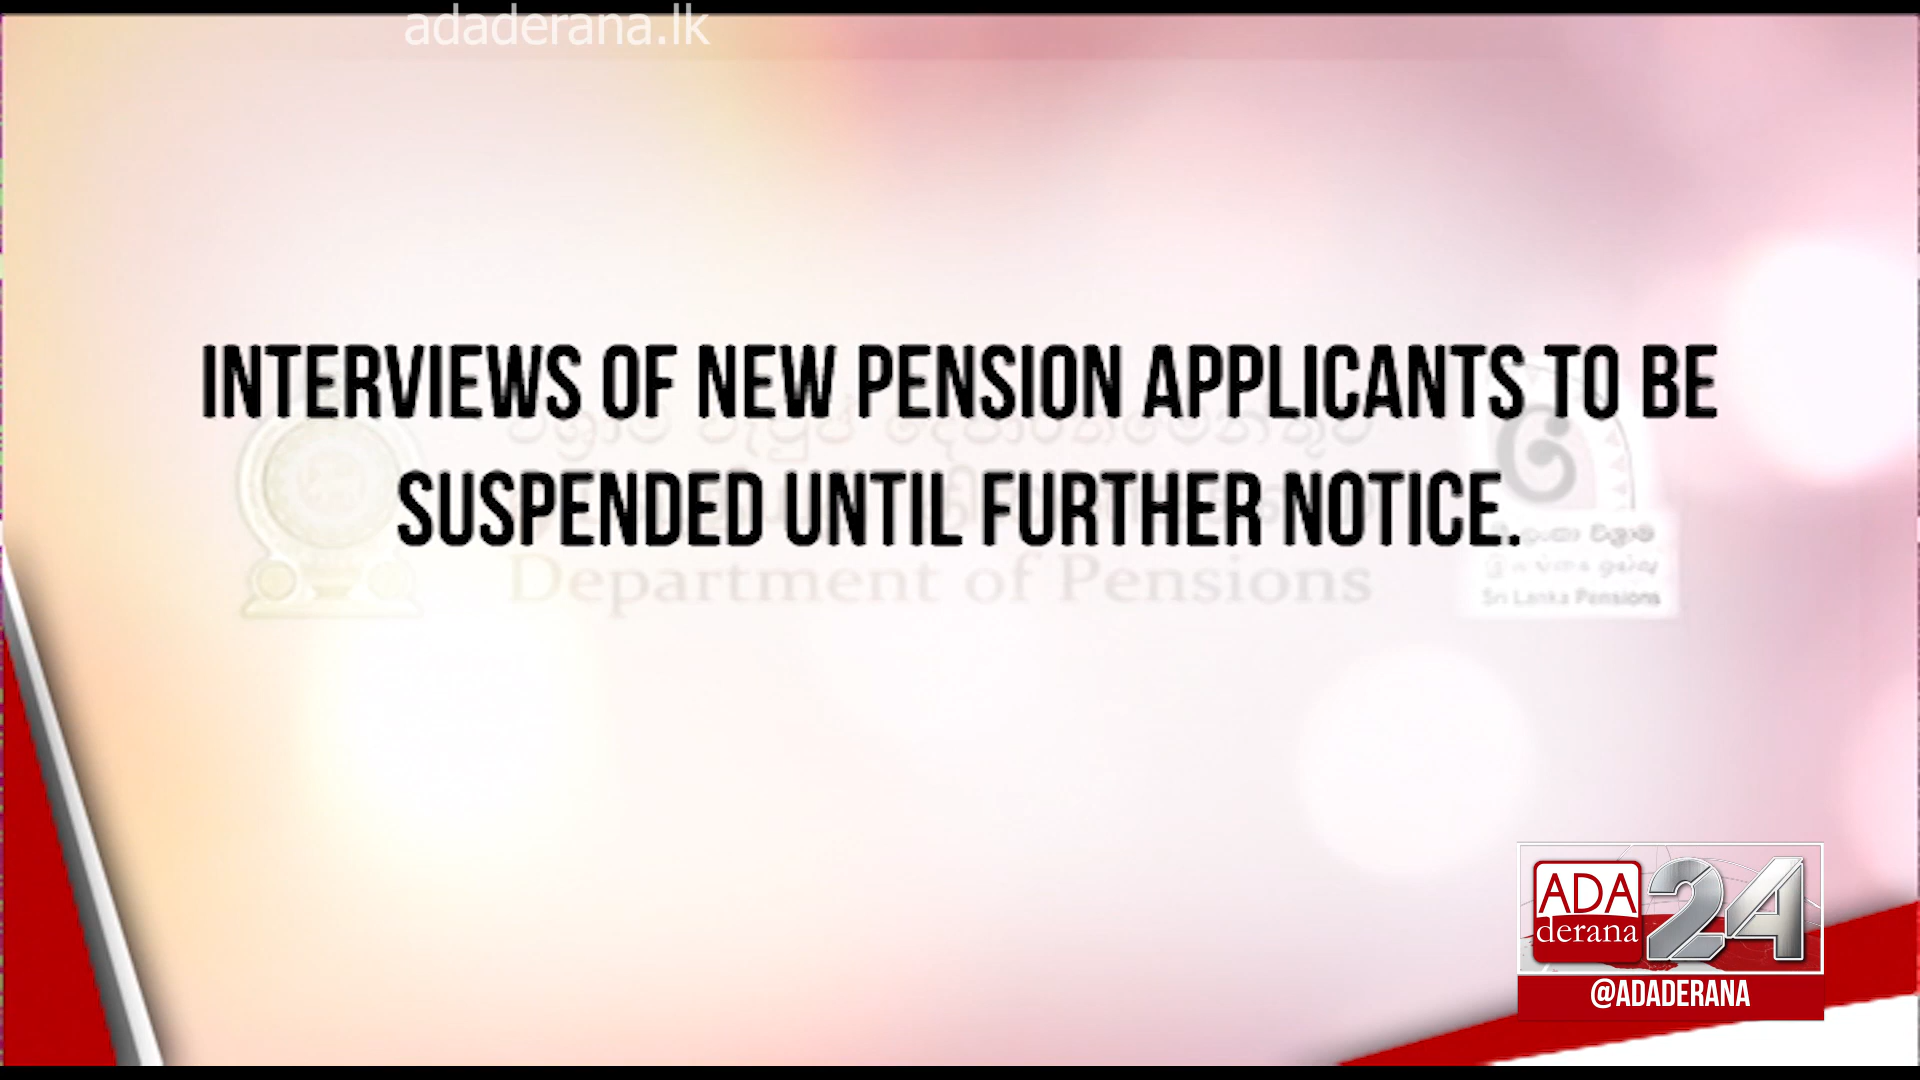 adaderana.lk
INTERVIEWS OF NEW PENSION APPLICANTS TO BE
SUSPENDED UNTIL FURTHER NOTICE.
Department of Pensions
Sri Lanka Pensions
ADA
derana
24
@ADADERANA